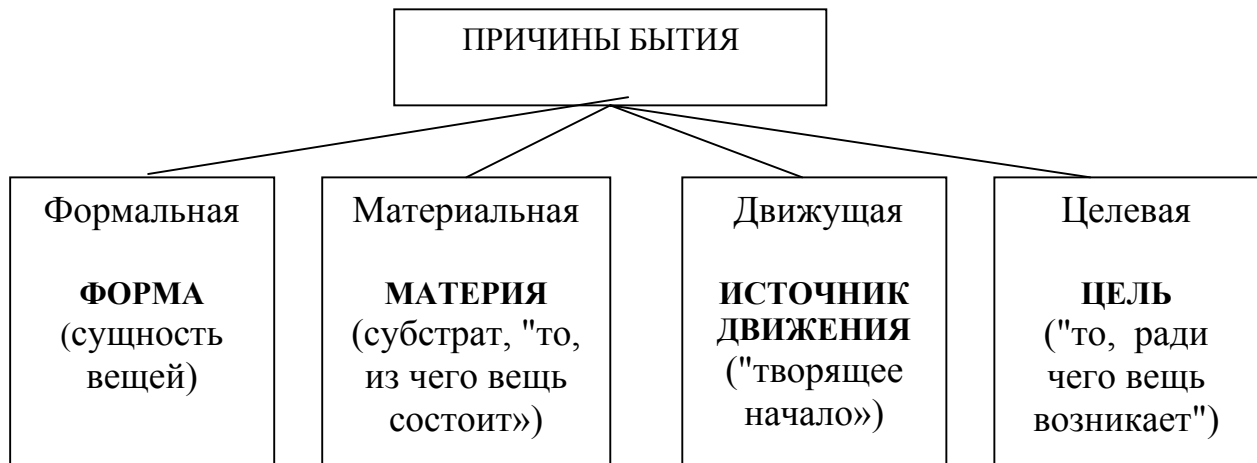 ПРИЧИНЫ БЫТИЯ
Формальная
ФОРМА
(сущность
вещей)
Материальная
МАТЕРИЯ
(субстрат, "то,
из чего вещь
состоит»)
Движущая
ИСТОЧНИК
ДВИЖЕНИЯ
("творящее
начало»)
Целевая
ЦЕЛЬ
("то, ради
чего вещь
возникает")